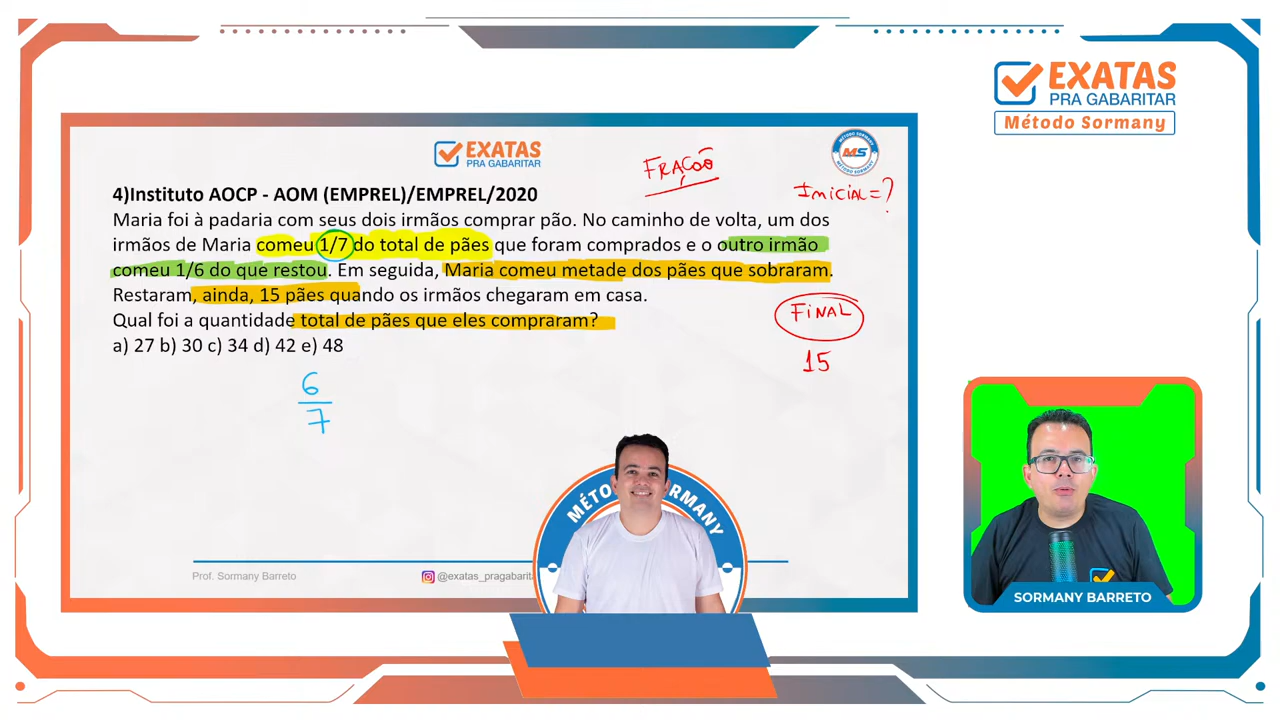 EXATAS
PRA GABARITAR
Método Sormany
EXATAS
PRA GABARITAR
FRAÇOÕ
MÉTODO SORMANY
MS
INICIAL = ?
4)Instituto AOCP - AOM (EMPREL)/EMPREL/2020
Maria foi à padaria com seus dois irmãos comprar pão. No caminho de volta, um dos
irmãos de Maria comeu 1/7 do total de pães que foram comprados e o outro irmão
comeu 1/6 do que restou. Em seguida, Maria comeu metade dos pães que sobraram.
Restaram, ainda, 15 pães quando os irmãos chegaram em casa.
Qual foi a quantidade total de pães que eles compraram?
a) 27 b) 30 c) 34 d) 42 e) 48
FINAL
15
6
7
Prof. Sormany Barreto
@exatas_pragabarita
SORMANY BARRETO